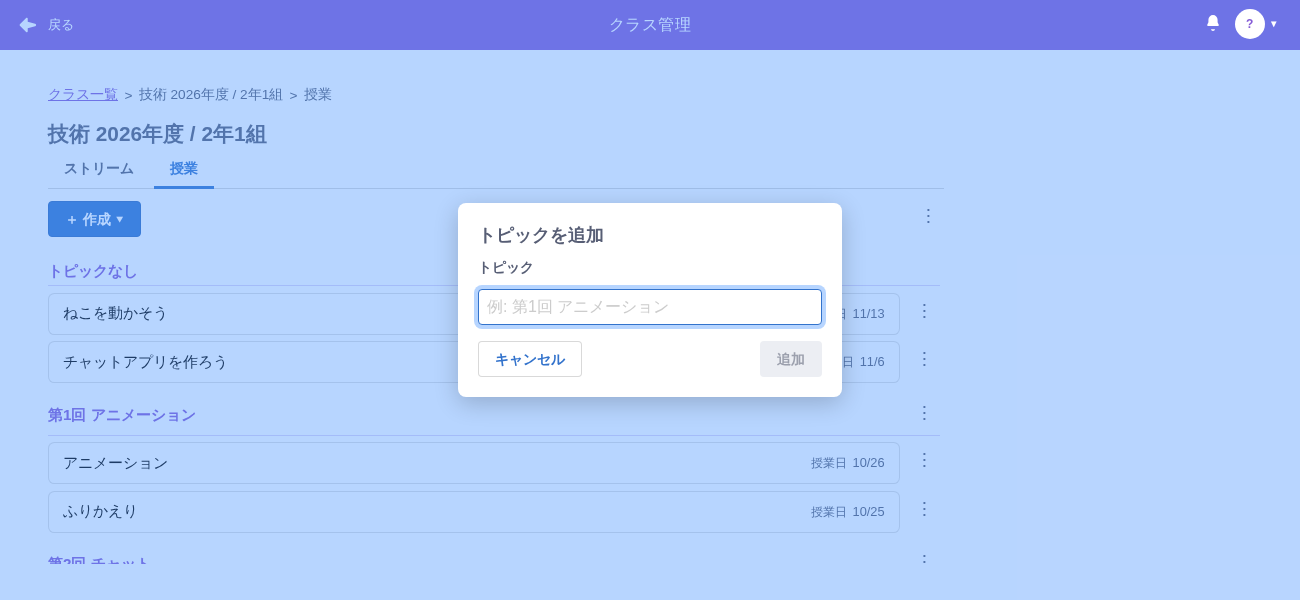 戻る
クラス管理
?
クラス一覧 > 技術 2026年度 / 2年1組 > 授業
技術 2026年度 / 2年1組
ストリーム 授業
+ 作成
トピックなし
ねこを動かそう
日 11/13
チャットアプリを作ろう
日 11/6
トピックを追加
トピック
例: 第1回 アニメーション
キャンセル 追加
第1回 アニメーション
アニメーション
授業日 10/26
ふりかえり
授業日 10/25
第2回 チャット